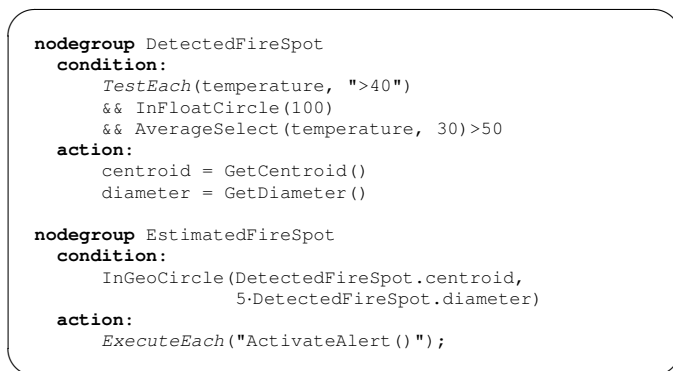 nodegroup DetectedFireSpot
condition:
TestEach(temperature, ">40")
&& InFloatCircle(100)
&& AverageSelect(temperature, 30)>50
action:
centroid = GetCentroid()
diameter = GetDiameter()
nodegroup EstimatedFireSpot
condition:
InGeoCircle(DetectedFireSpot.centroid,
5·DetectedFireSpot.diameter)
action:
ExecuteEach("ActivateAlert()");